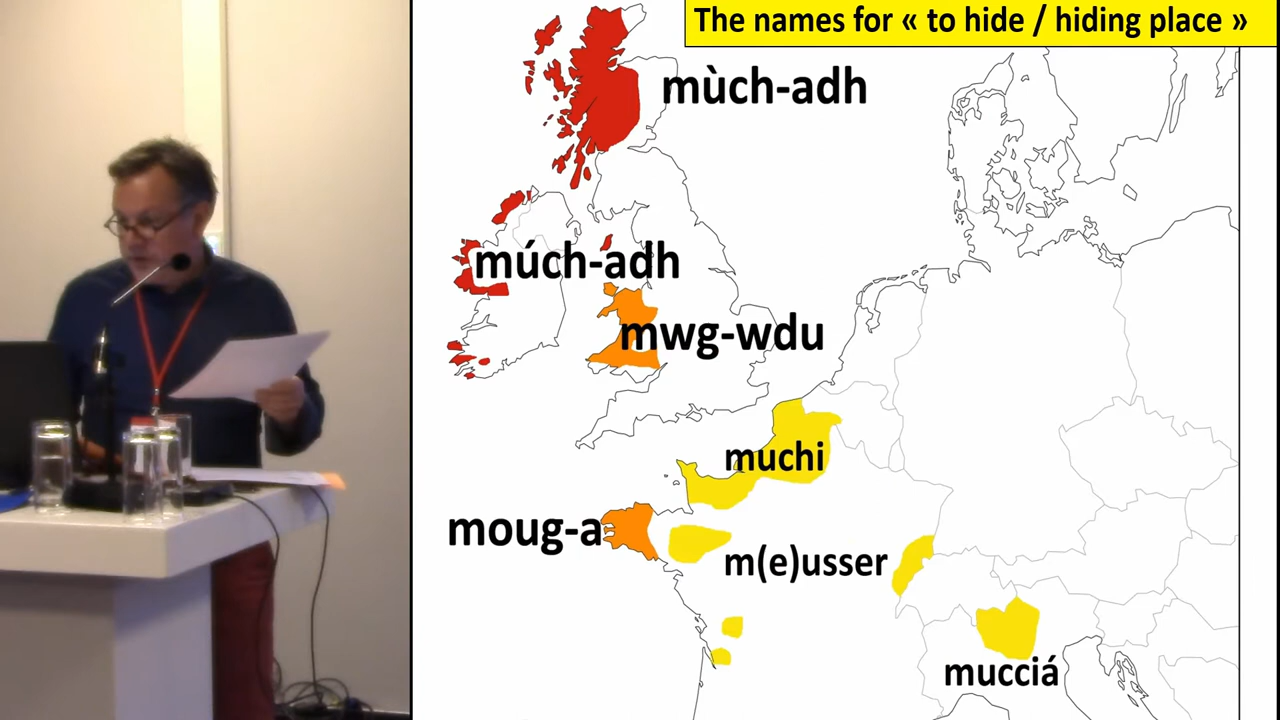 The names for « to hide / hiding place »
mùch-adh
múch-adh
mwg-wdu
muchi
moug-a
m(e)usser
mucciá